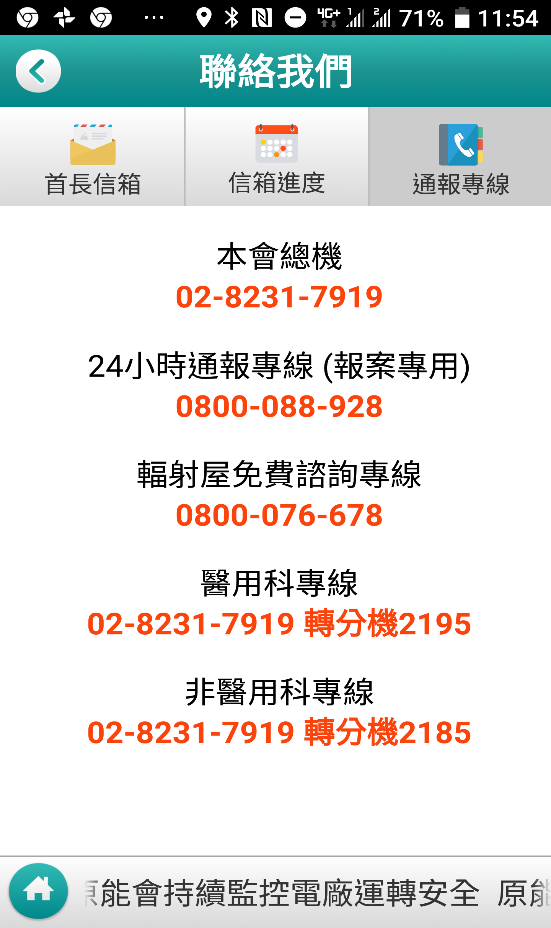 4G+ 1 2 71% 11:54
聯絡我們
首長信箱
信箱進度
通報專線
本會總機
02-8231-7919
24小時通報專線 (報案專用)
0800-088-928
輻射屋免費諮詢專線
0800-076-678
醫用科專線
02-8231-7919 轉分機2195
非醫用科專線
02-8231-7919 轉分機2185
原能會持續監控電廠運轉安全 原能